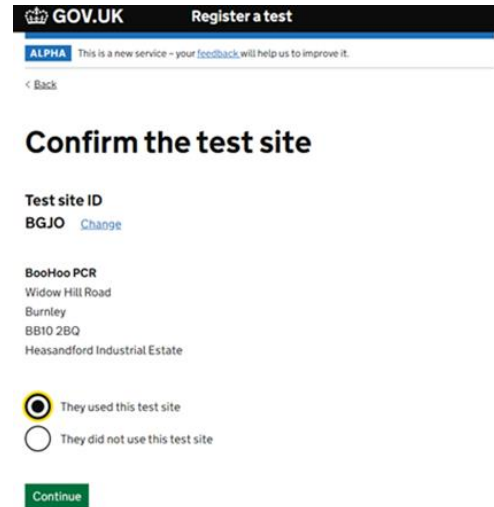 GOV.UK Register a test
ALPHA This is a new service – your feedback will help us to improve it.
< Back
Confirm the test site
Test site ID
BGJO Change
BooHoo PCR
Widow Hill Road
Burnley
BB10 2BQ
Heasandford Industrial Estate
They used this test site
They did not use this test site
Continue